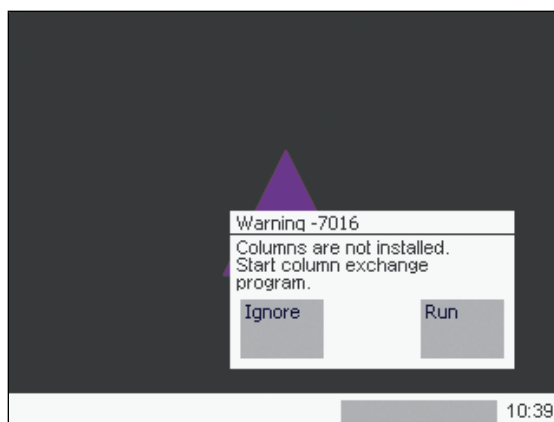 Warning -7016
Columns are not installed.
Start column exchange
program.
Ignore
Run
10:39